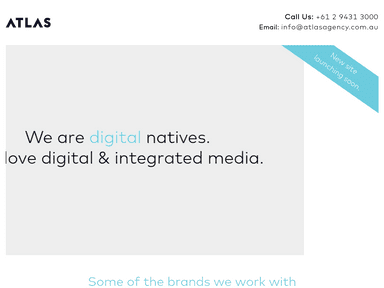 ATLAS
Call Us: +61 2 9431 3000
Email: info@atlasagency.com.au
New site
launching soon.
We are digital natives.
love digital & integrated media.
Some of the brands we work with